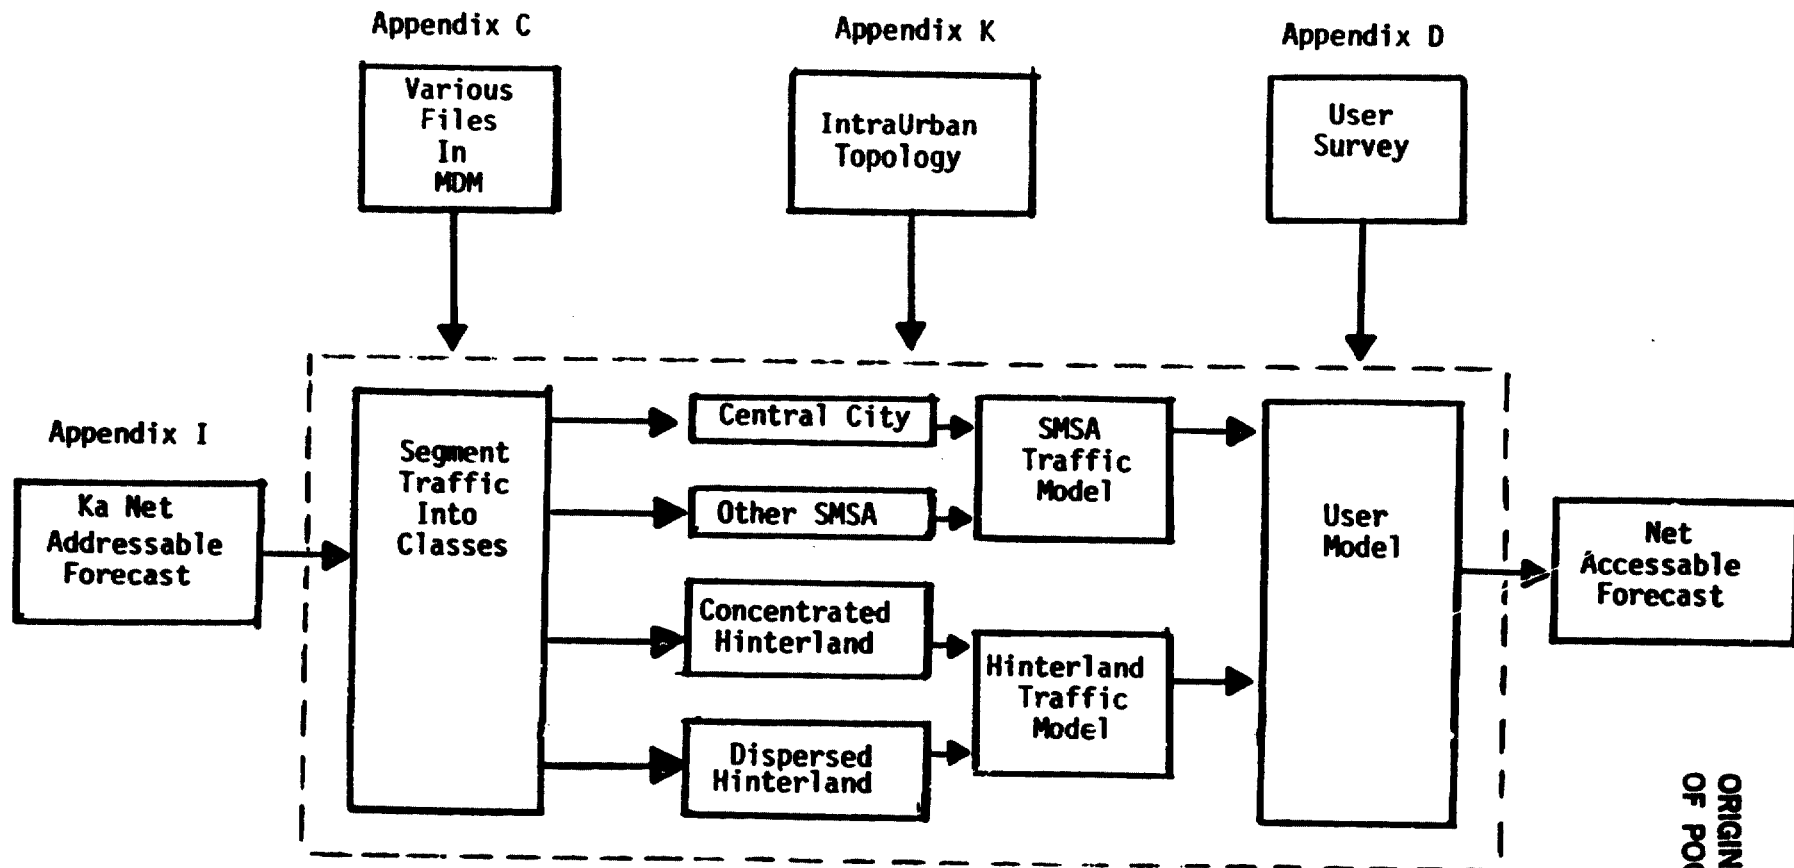 Appendix C
Appendix K
Appendix D
Various
Files
In
MDM
IntraUrban
Topology
User
Survey
Appendix I
Ka Net
Addressable
Forecast
Segment
Traffic
Into
Classes
Central City
Other SMSA
Concentrated
Hinterland
Dispersed
Hinterland
SMSA
Traffic
Model
Hinterland
Traffic
Model
User
Model
Net
Accessable
Forecast